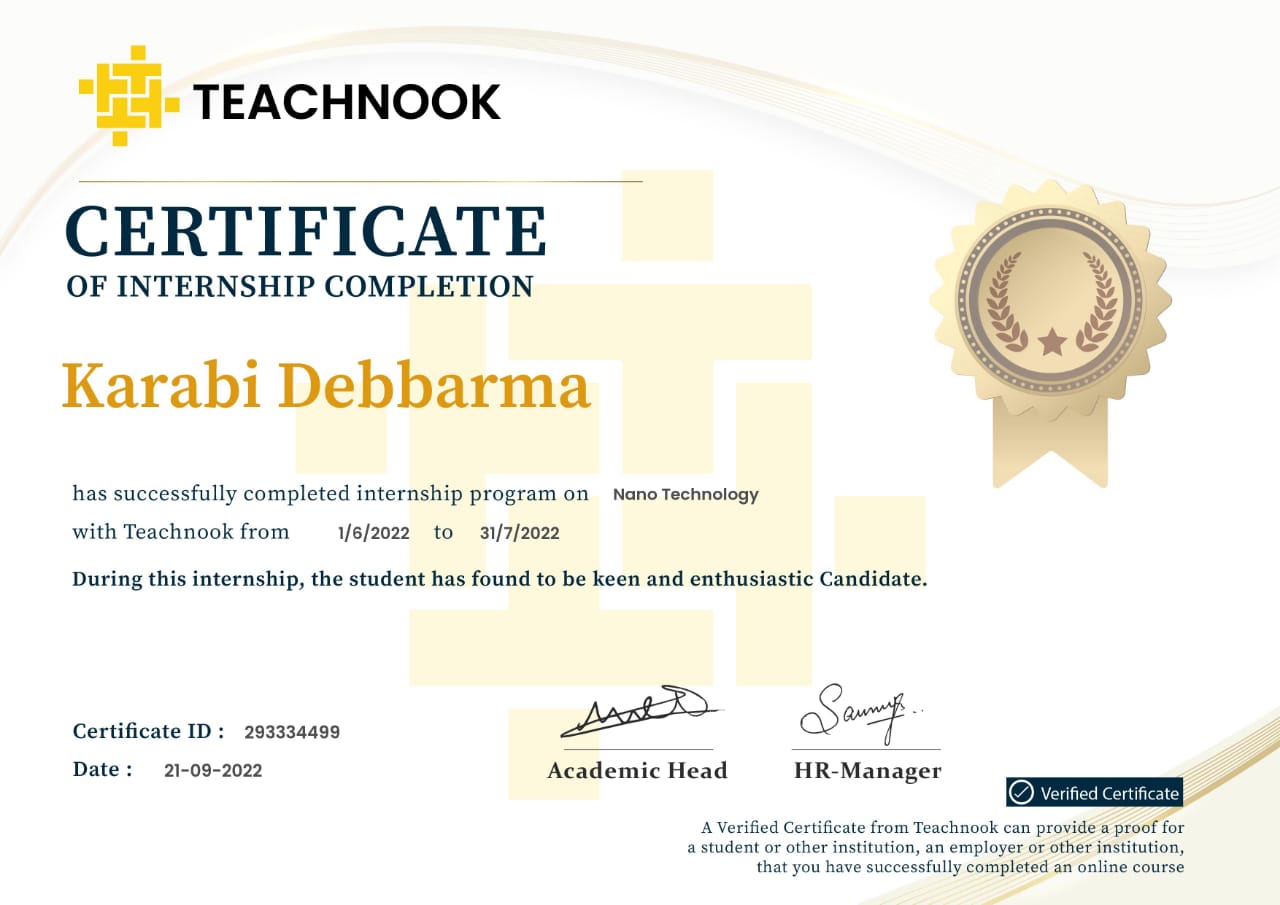 TEACHNOOK
CERTIFICATE
OF INTERNSHIP COMPLETION
Karabi Debbarma
has successfully completed internship program on Nano Technology
with Teachnook from 1/6/2022 to 31/7/2022
During this internship, the student has found to be keen and enthusiastic Candidate.
Certificate ID : 293334499
Date : 21-09-2022
Academic Head
HR-Manager
Verified Certificate
A Verified Certificate from Teachnook can provide a proof for
a student or other institution, an employer or other institution,
that you have successfully completed an online course